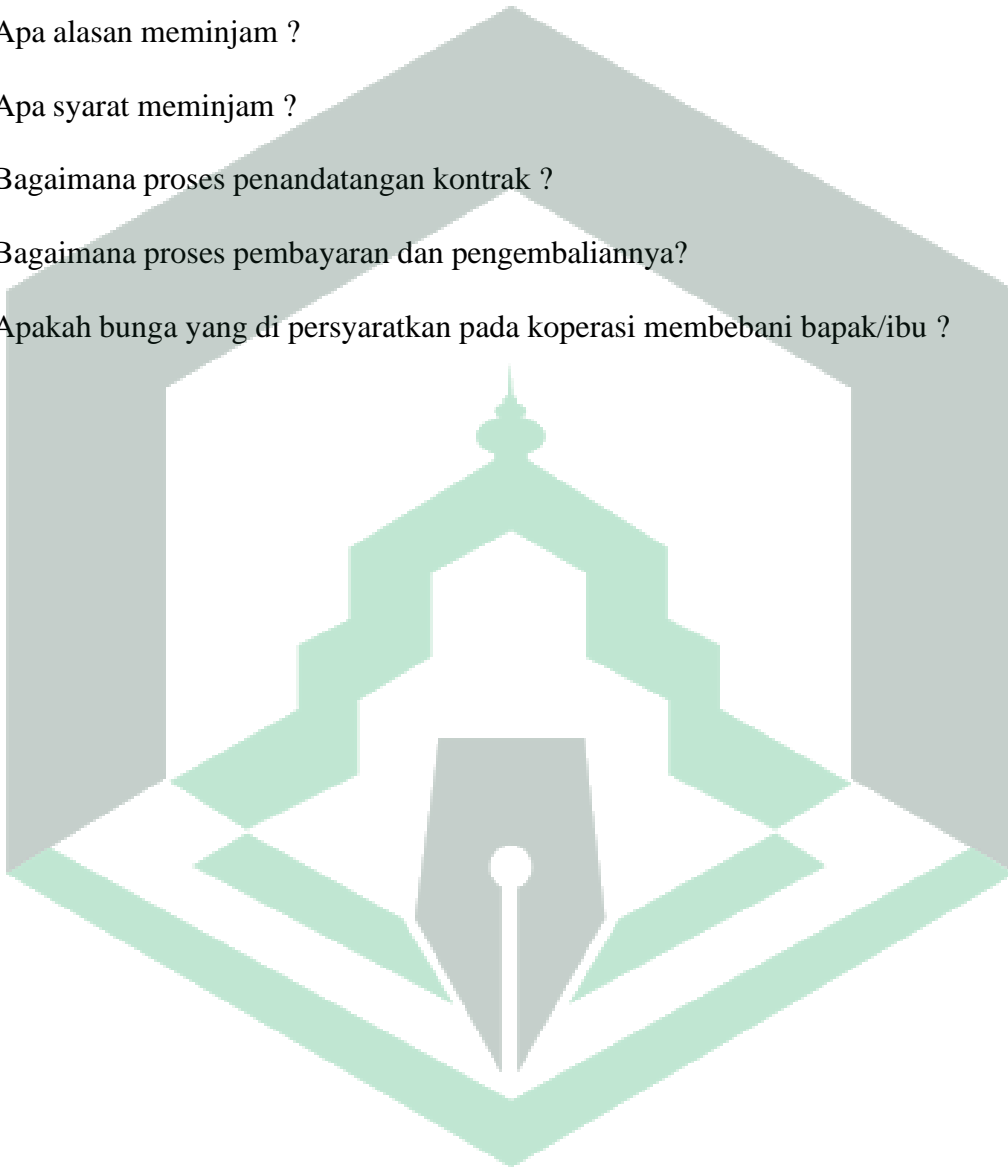 Apa alasan meminjam ?
Apa syarat meminjam ?
Bagaimana proses penandatangan kontrak ?
Bagaimana proses pembayaran dan pengembaliannya?
Apakah bunga yang di persyaratkan pada koperasi membebani bapak/ibu ?